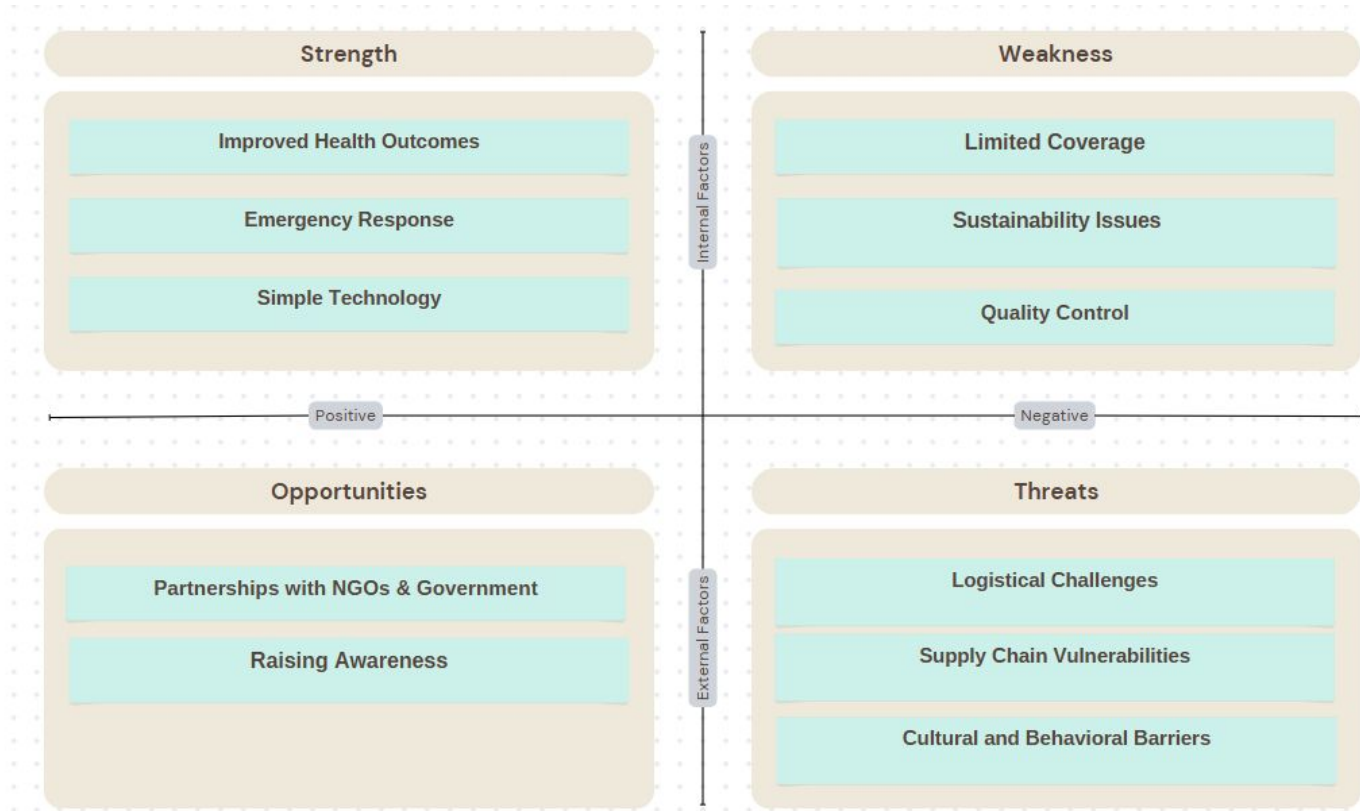 Strength
Improved Health Outcomes
Emergency Response
Simple Technology
Weakness
Limited Coverage
Sustainability Issues
Quality Control
Internal Factors
Positive
Negative
Opportunities
Partnerships with NGOs & Government
Raising Awareness
External Factors
Threats
Logistical Challenges
Supply Chain Vulnerabilities
Cultural and Behavioral Barriers